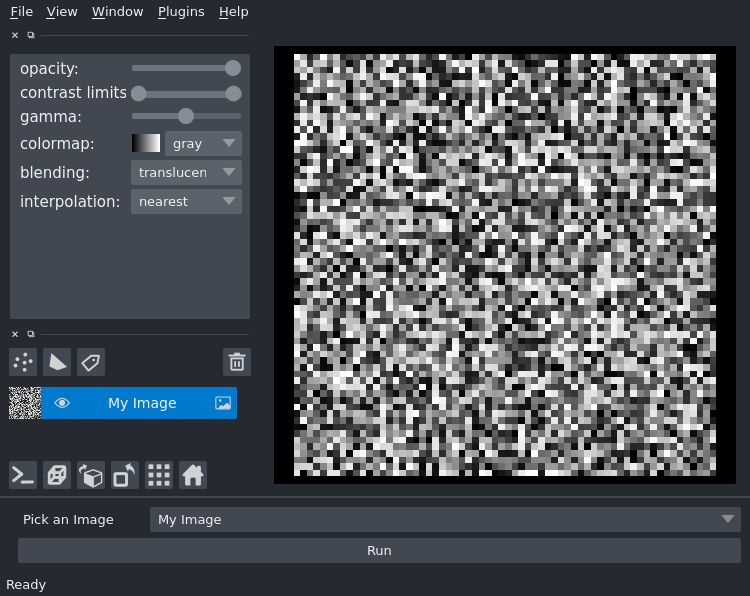 File View Window Plugins Help
opacity:
contrast limits
gamma:
colormap: gray
blending: translucen
interpolation: nearest
My Image
Pick an Image My Image
Run
Ready